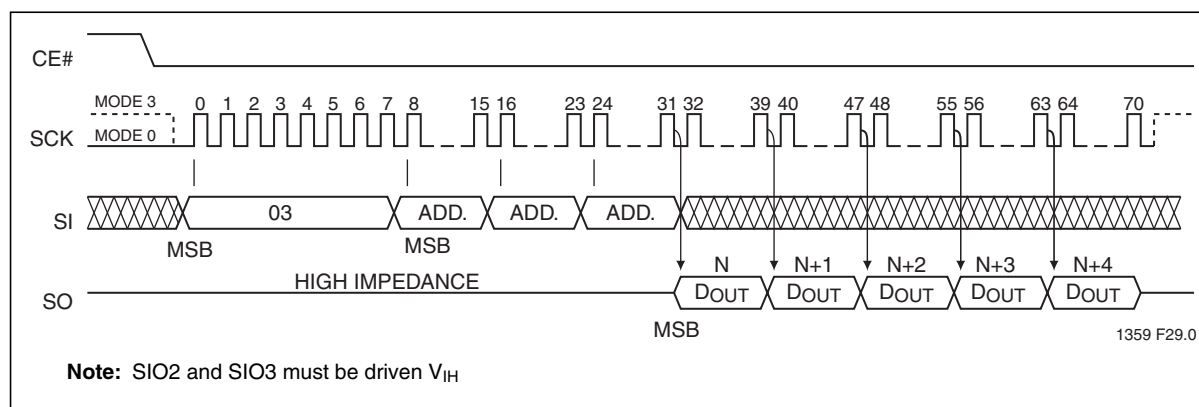 CE#
MODE 3
0 1 2 3 4 5 6 7 8 15 16 23 24 31 32 39 40 47 48 55 56 63 64 70
SCK
MODE 0
SI
03 ADD. ADD. ADD.
MSB MSB
HIGH IMPEDANCE
N N+1 N+2 N+3 N+4
SO
DOUT DOUT DOUT DOUT DOUT
MSB
1359 F29.0
Note: SIO2 and SIO3 must be driven VIH